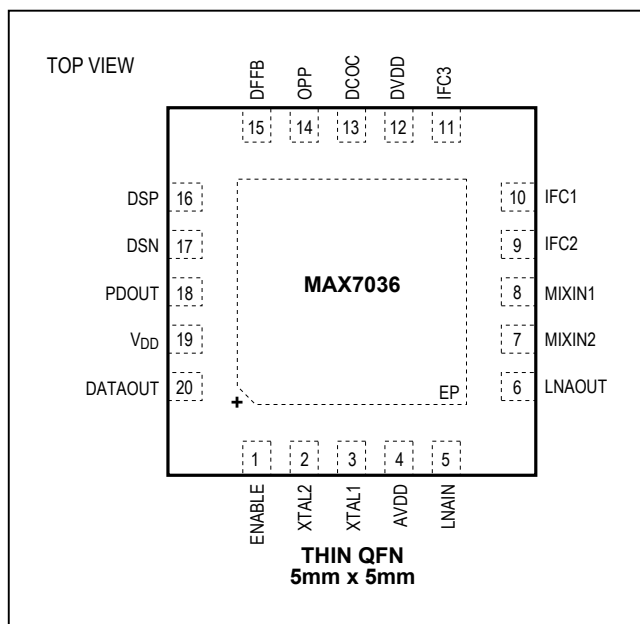 TOP VIEW
DFFB
OPP
DCOC
DVDD
IFC3
15
14
13
12
11
DSP 16
10 IFC1
DSN 17
9 IFC2
PDOUT 18
MAX7036
8 MIXIN1
VDD 19
7 MIXIN2
DATAOUT 20
6 LNAOUT
EP
+
1
2
3
4
5
ENABLE
XTAL2
XTAL1
AVDD
LNAIN
THIN QFN
5mm x 5mm